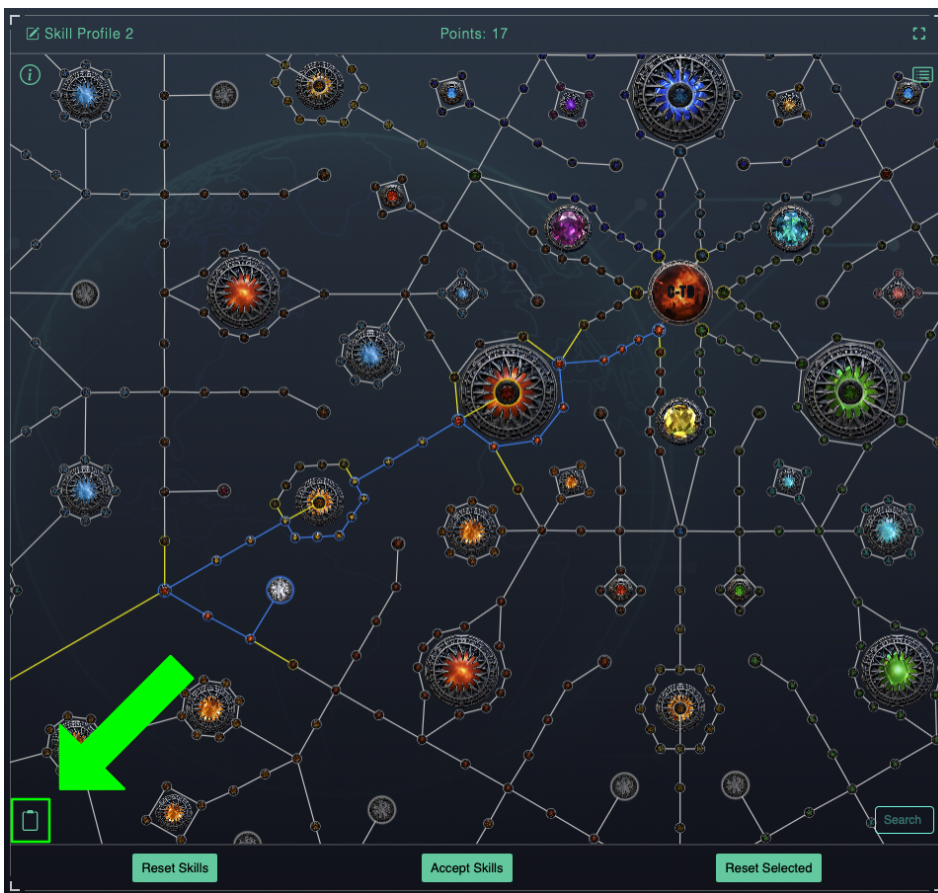 Skill Profile 2
Points: 17
C-TD
Search
Reset Skills
Accept Skills
Reset Selected